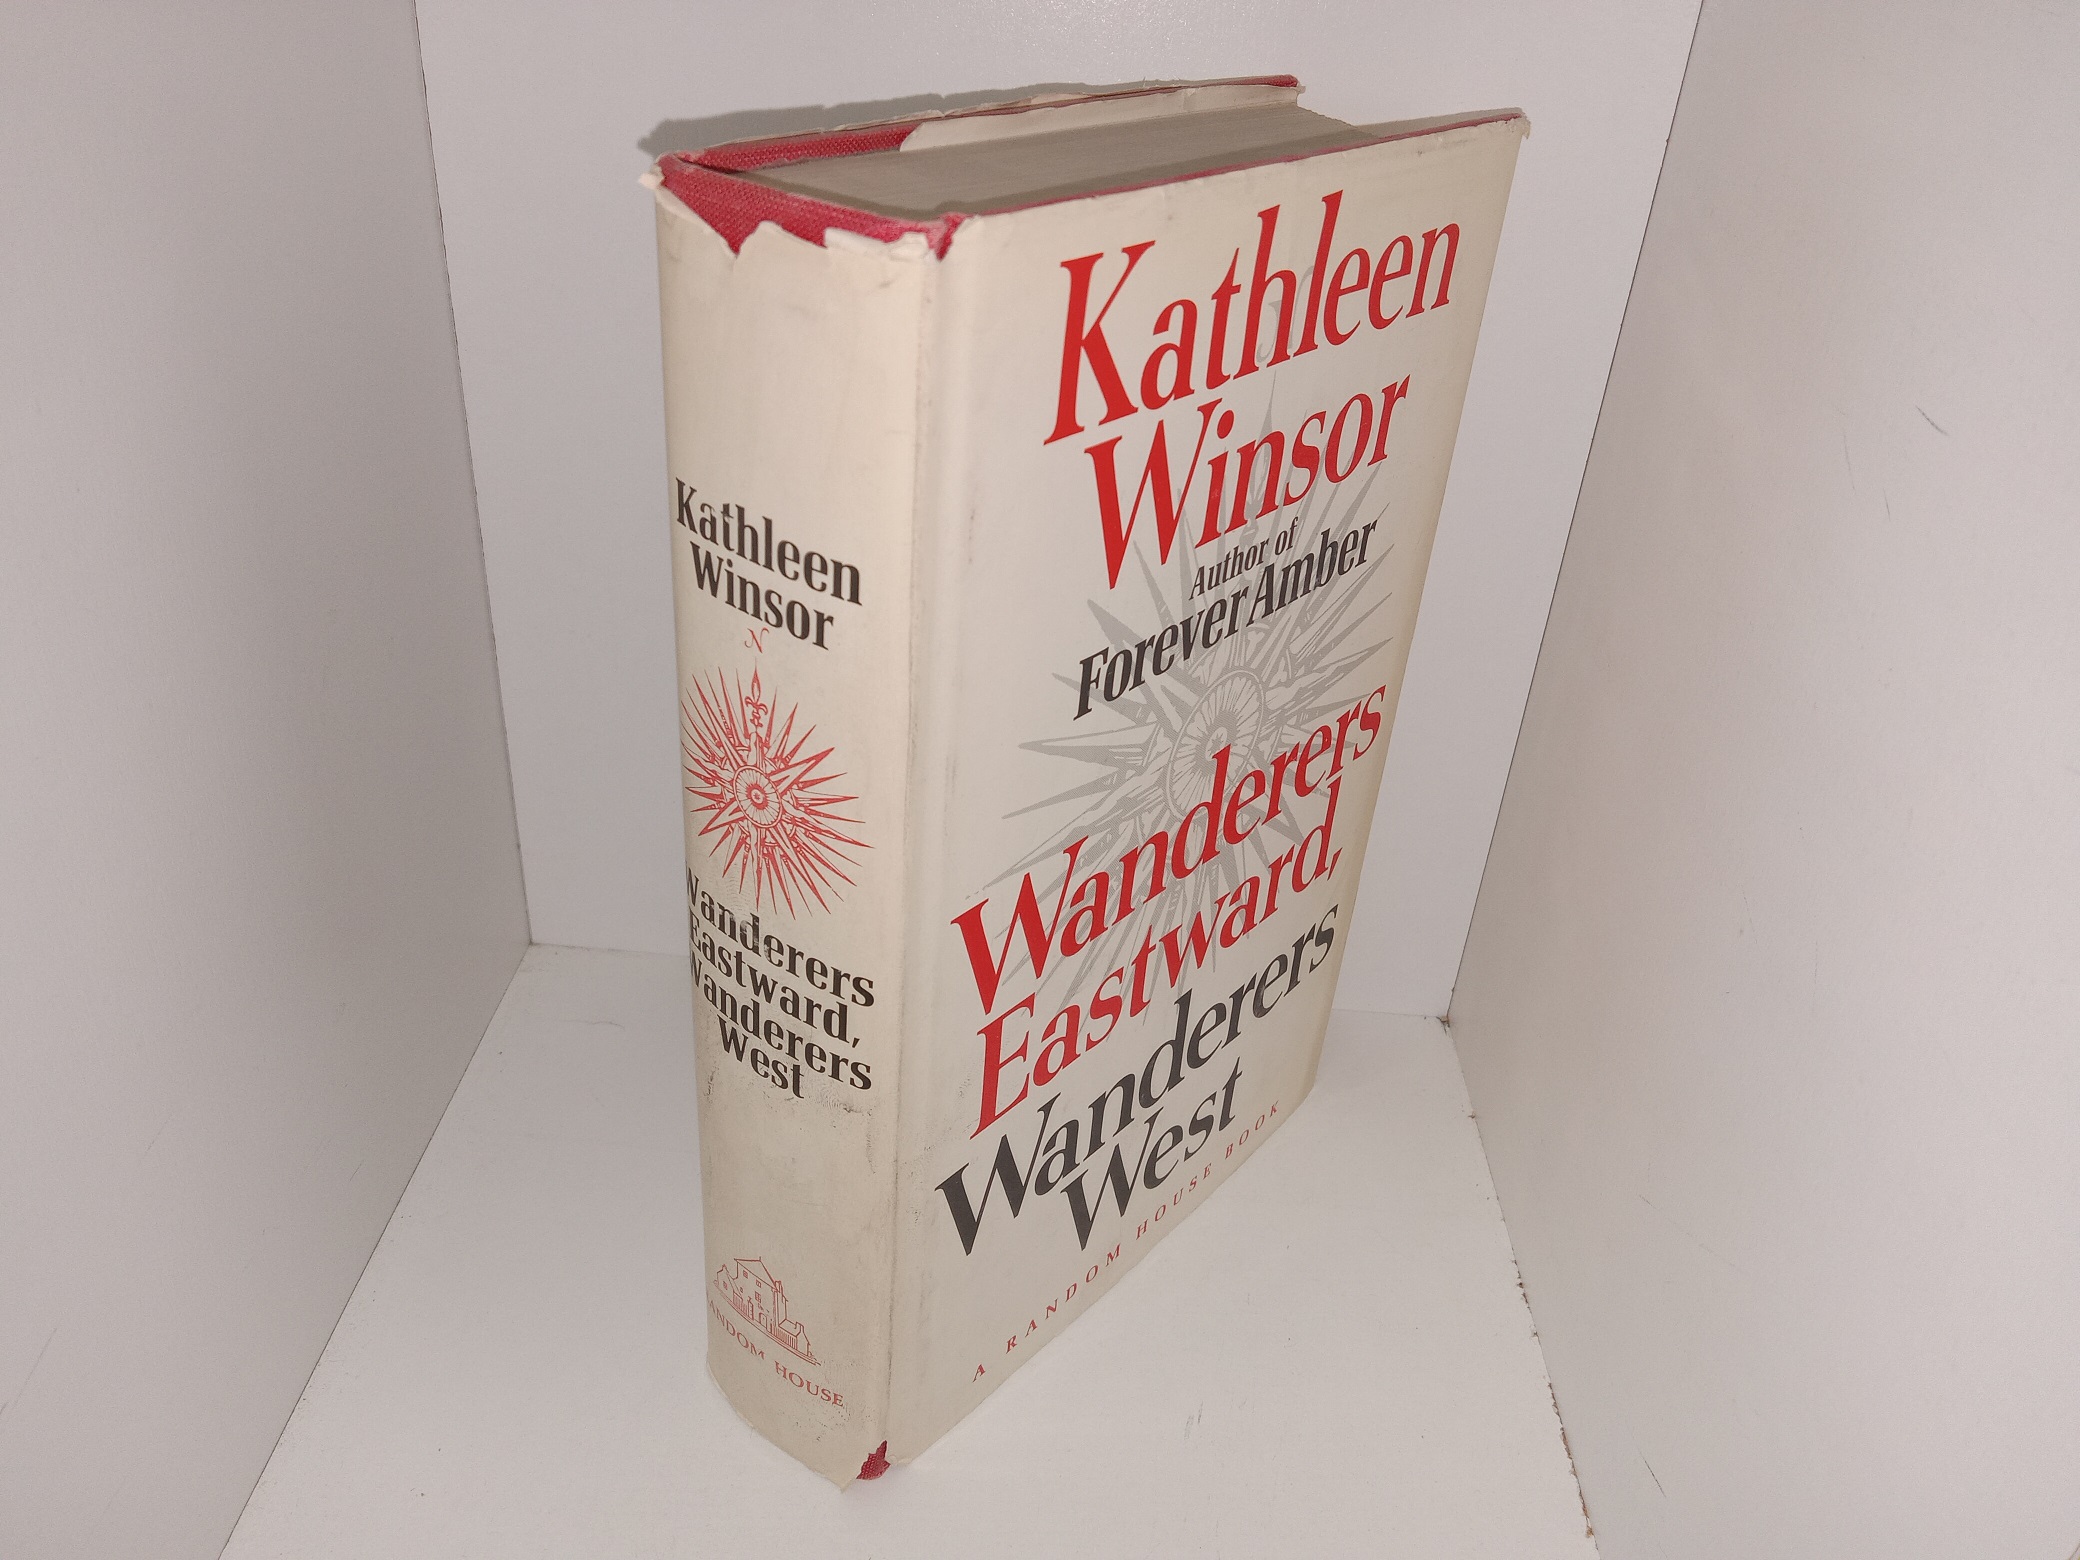 Kathleen
Winsor
N
Wanderers
Eastward,
Wanderers
West
RANDOM HOUSE
Kathleen
Winsor
Author of
Forever Amber
Wanderers
Eastward,
Wanderers
West
A RANDOM HOUSE BOOK